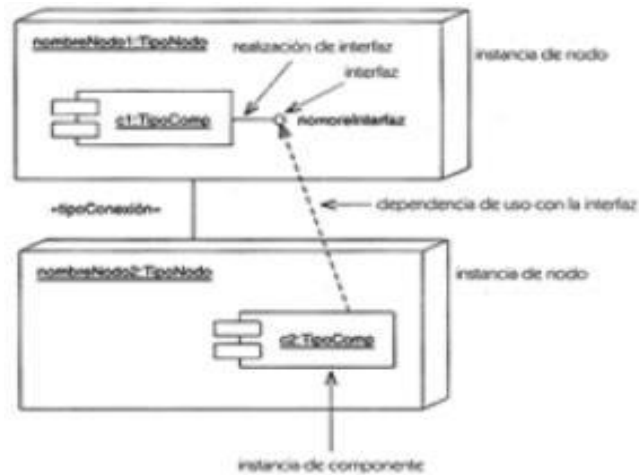 nombreNodo1:TipoNodo
realización de interfaz
interfaz
instancia de nodo
c1:TipoComp
nomoreInterfaz
«tipoConexión»
dependencia de uso con la interfaz
nombreNodo2:TipoNodo
instancia de nodo
c2:TipoComp
instancia de componente